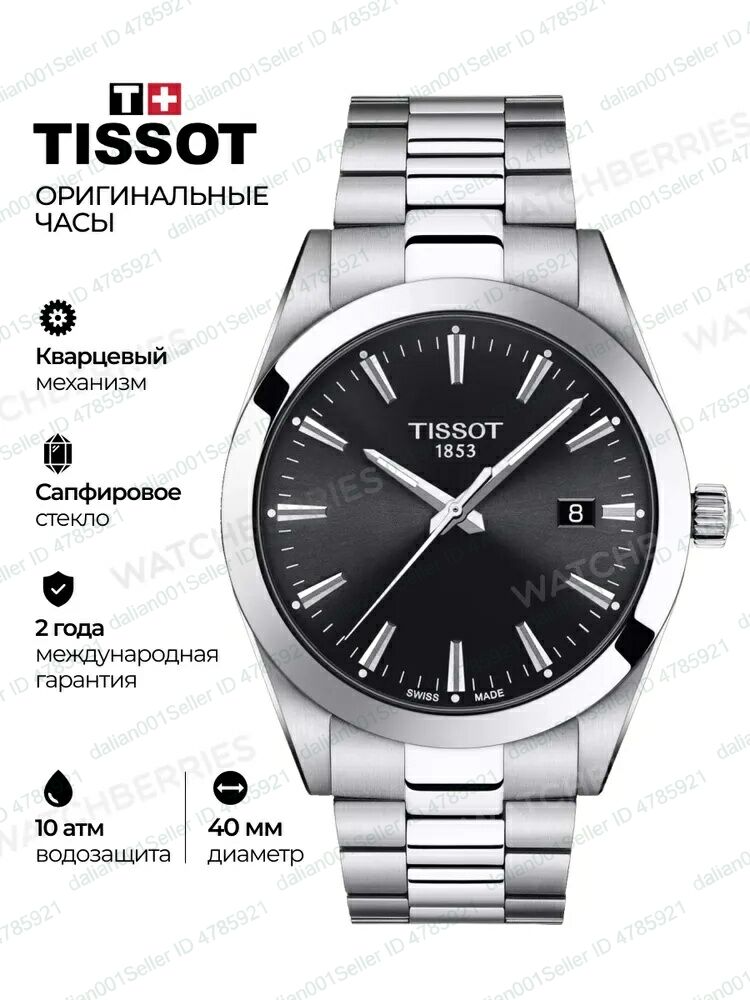 TISSOT
ОРИГИНАЛЬНЫЕ
ЧАСЫ
Кварцевый
механизм
Сапфировое
стекло
2 года
международная
гарантия
10 атм
водозащита
40 мм
диаметр
TISSOT
1853
8
SWISS MADE
WATCHBERRIES
dalian001Seller ID 4785921